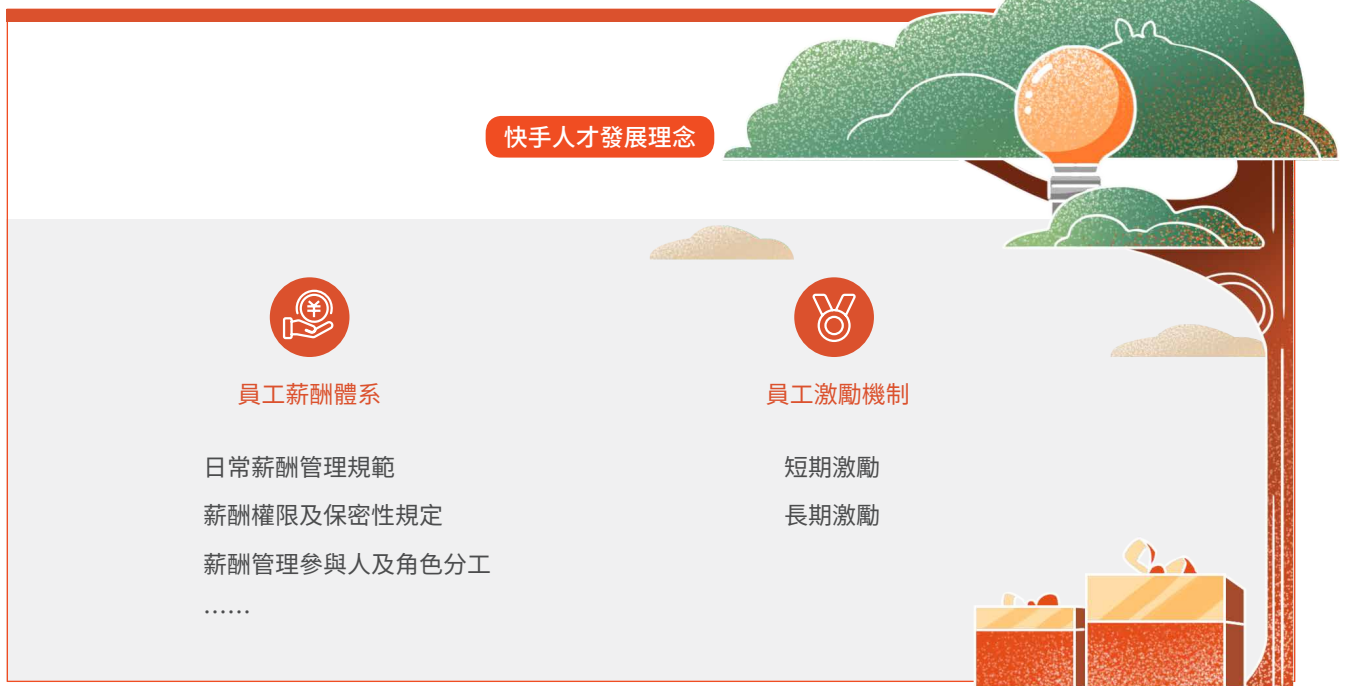 快手人才發展理念
員工薪酬體系
日常薪酬管理規範
薪酬權限及保密性規定
薪酬管理參與人及角色分工
……
員工激勵機制
短期激勵
長期激勵